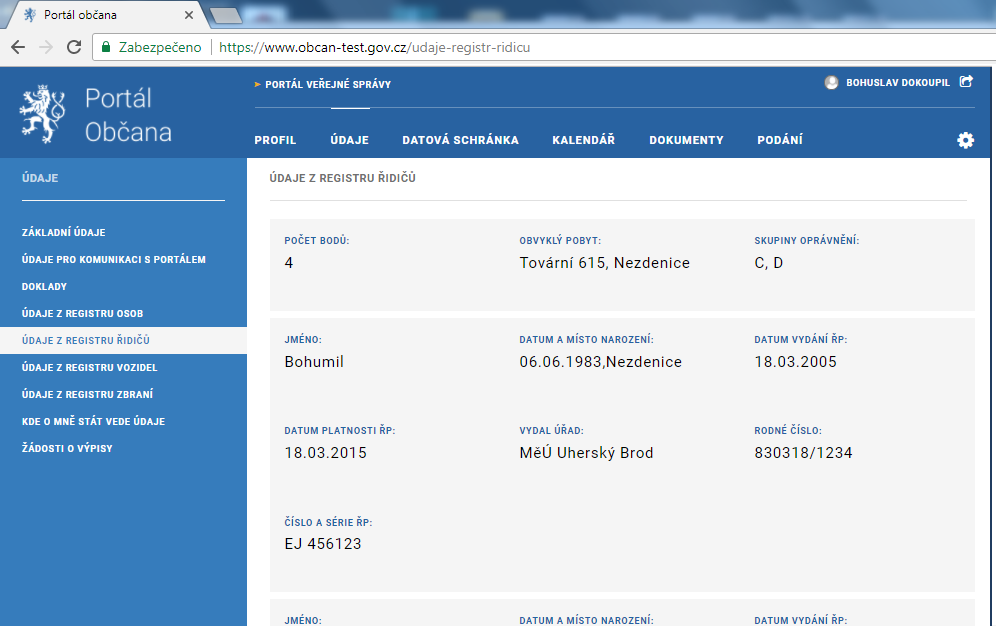 Portál občana
Zabezpečeno
https://www.obcan-test.gov.cz/udaje-registr-ridicu
Portál
Občana
► PORTÁL VEŘEJNÉ SPRÁVY
BOHUSLAV DOKOUPIL
PROFIL ÚDAJE DATOVÁ SCHRÁNKA KALENDÁŘ DOKUMENTY PODÁNÍ
ÚDAJE
ZÁKLADNÍ ÚDAJE
ÚDAJE PRO KOMUNIKACI S PORTÁLEM
DOKLADY
ÚDAJE Z REGISTRU OSOB
ÚDAJE Z REGISTRU ŘIDIČŮ
ÚDAJE Z REGISTRU VOZIDEL
ÚDAJE Z REGISTRU ZBRANÍ
KDE O MNĚ STÁT VEDE ÚDAJE
ŽÁDOSTI O VÝPISY
ÚDAJE Z REGISTRU ŘIDIČŮ
POČET BODŮ: OBVYKLÝ POBYT: SKUPINY OPRÁVNĚNÍ:
4 Tovární 615, Nezdenice C, D
JMÉNO: DATUM A MÍSTO NAROZENÍ: DATUM VYDÁNÍ ŘP:
Bohumil 06.06.1983,Nezdenice 18.03.2005
DATUM PLATNOSTI ŘP: VYDAL ÚŘAD: RODNÉ ČÍSLO:
18.03.2015 MěÚ Uherský Brod 830318/1234
ČÍSLO A SÉRIE ŘP:
EJ 456123
JMÉNO: DATUM A MÍSTO NAROZENÍ: DATUM VYDÁNÍ ŘP: